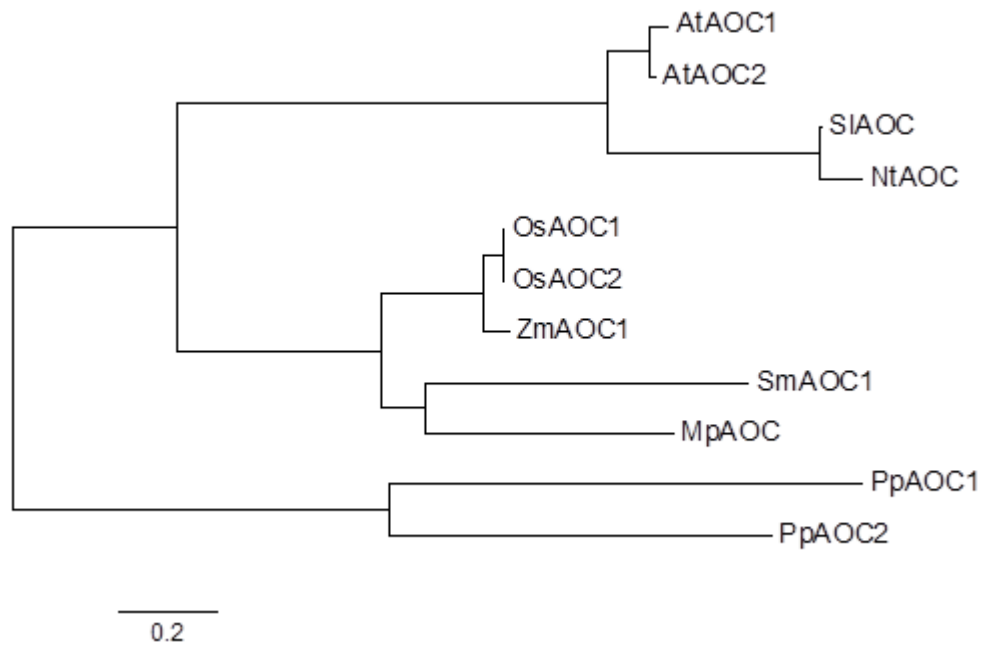 AtAOC1
AtAOC2
SlAOC
NtAOC
OsAOC1
OsAOC2
ZmAOC1
SmAOC1
MpAOC
PpAOC1
PpAOC2
0.2